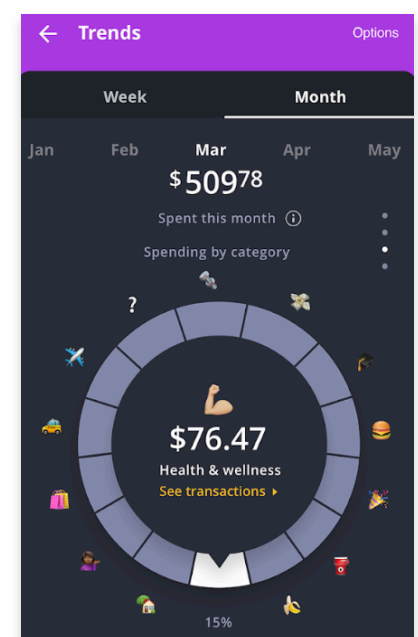 Trends
Options
Week Month
Jan Feb Mar Apr May
$50978
Spent this month
Spending by category
?
$76.47
Health & wellness
See transactions
15%